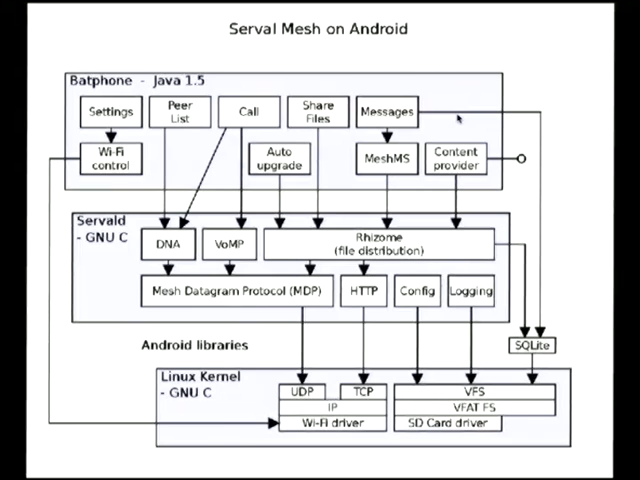 Serval Mesh on Android
Batphone - Java 1.5
Settings
Peer
List
Call
Share
Files
Messages
Wi-Fi
control
Auto
upgrade
MeshMS
Content
provider
Servald
- GNU C
DNA
VoMP
Rhizome
(file distribution)
Mesh Datagram Protocol (MDP)
HTTP
Config
Logging
Android libraries
SQLite
Linux Kernel
- GNU C
UDP
TCP
VFS
IP
VFAT FS
Wi-Fi driver
SD Card driver